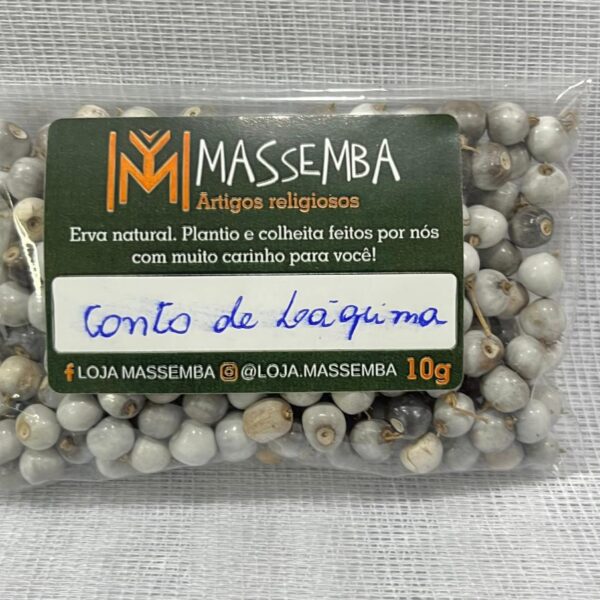 MASSEMBA
Artigos religiosos
Erva natural. Plantio e colheita feitos por nós
com muito carinho para você!
Conto de Lágrima
LOJA MASSEMBA @LOJA.MASSEMBA 10g